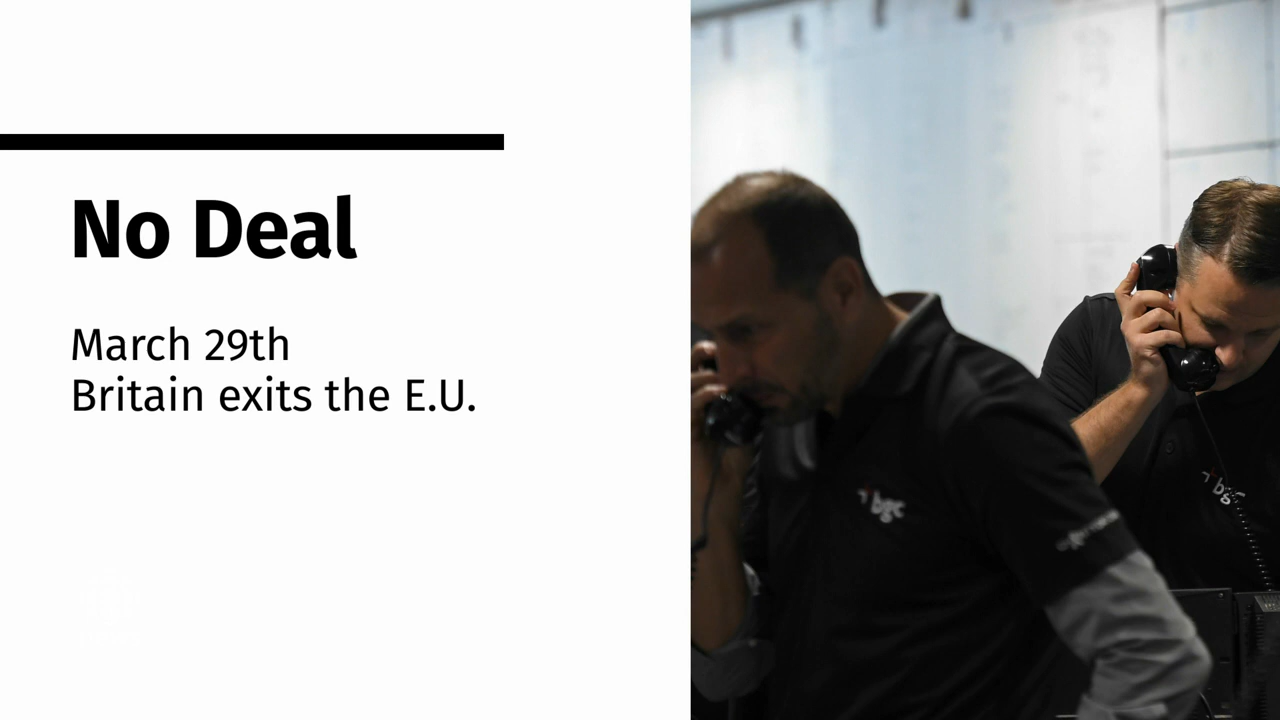 No Deal
March 29th
Britain exits the E.U.
bgc
bgc